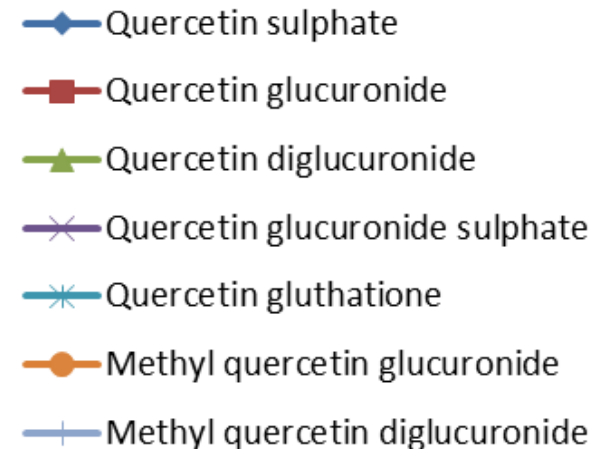 Quercetin sulphate
Quercetin glucuronide
Quercetin diglucuronide
Quercetin glucuronide sulphate
Quercetin gluthatione
Methyl quercetin glucuronide
Methyl quercetin diglucuronide